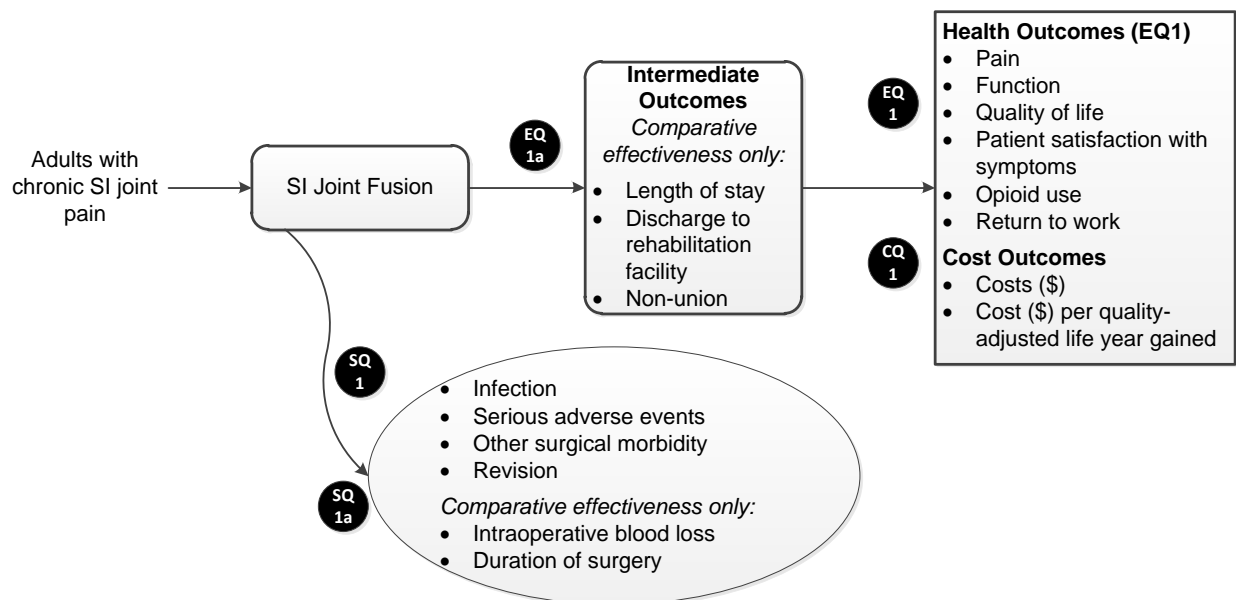 Adults with
chronic SI joint
pain
SI Joint Fusion
EQ
1a
Intermediate
Outcomes
Comparative
effectiveness only:
• Length of stay
• Discharge to
rehabilitation
facility
• Non-union
EQ
1
CQ
1
Health Outcomes (EQ1)
• Pain
• Function
• Quality of life
• Patient satisfaction with
symptoms
• Opioid use
• Return to work
Cost Outcomes
• Costs ($)
• Cost ($) per quality-
adjusted life year gained
SQ
1
SQ
1a
• Infection
• Serious adverse events
• Other surgical morbidity
• Revision
Comparative effectiveness only:
• Intraoperative blood loss
• Duration of surgery